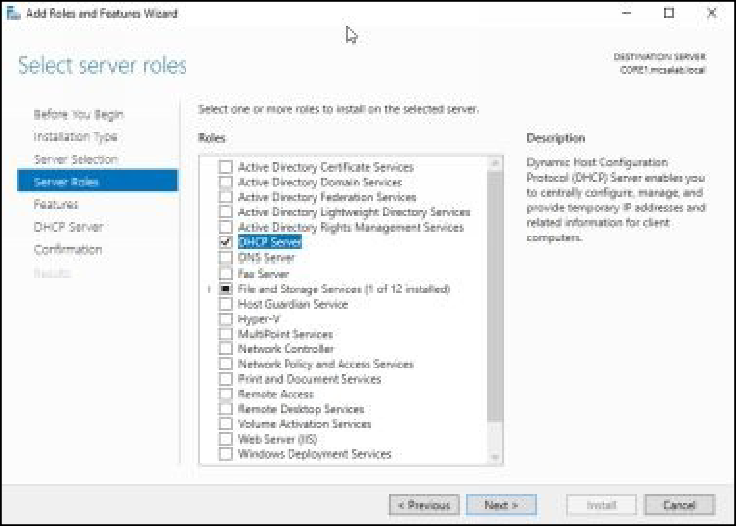 Add Roles and Features Wizard
Select server roles
DESTINATION SERVER
CORE1.mcsalab.local
Before You Begin
Installation Type
Server Selection
Server Roles
Features
DHCP Server
Confirmation
Results
Select one or more roles to install on the selected server.
Roles
Active Directory Certificate Services
Active Directory Domain Services
Active Directory Federation Services
Active Directory Lightweight Directory Services
Active Directory Rights Management Services
DHCP Server
DNS Server
Fax Server
File and Storage Services (1 of 12 installed)
Host Guardian Service
Hyper-V
MultiPoint Services
Network Controller
Network Policy and Access Services
Print and Document Services
Remote Access
Remote Desktop Services
Volume Activation Services
Web Server (IIS)
Windows Deployment Services
Description
Dynamic Host Configuration
Protocol (DHCP) Server enables you
to centrally configure, manage, and
provide temporary IP addresses and
related information for client
computers.
< Previous
Next >
Install
Cancel